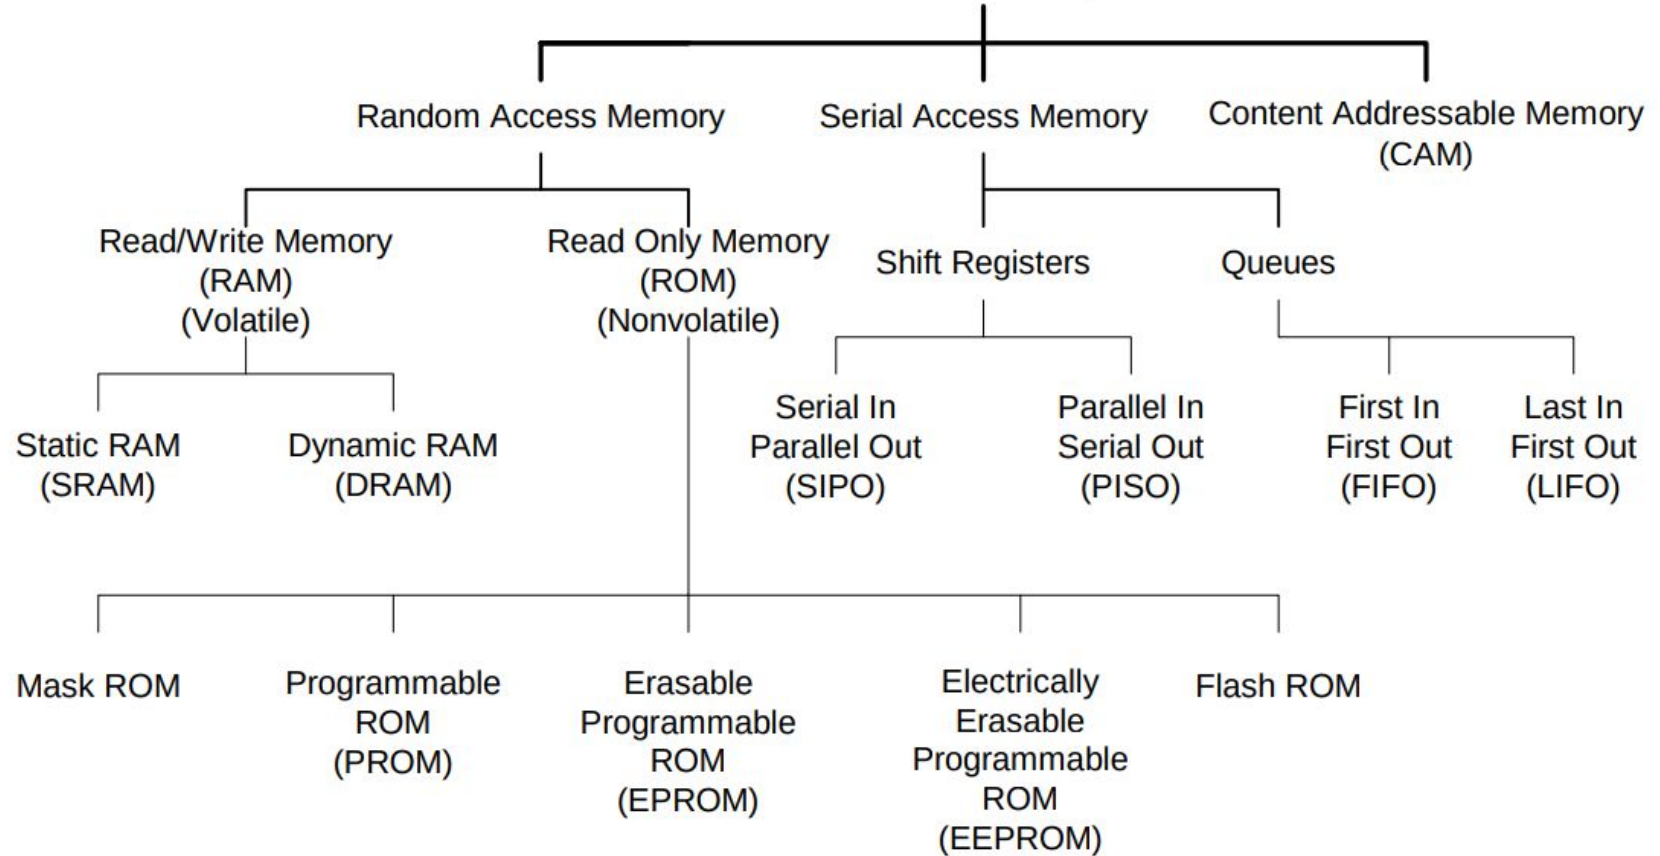 Random Access Memory
Serial Access Memory
Content Addressable Memory
(CAM)
Read/Write Memory
(RAM)
(Volatile)
Read Only Memory
(ROM)
(Nonvolatile)
Shift Registers
Queues
Static RAM
(SRAM)
Dynamic RAM
(DRAM)
Serial In
Parallel Out
(SIPO)
Parallel In
Serial Out
(PISO)
First In
First Out
(FIFO)
Last In
First Out
(LIFO)
Mask ROM
Programmable
ROM
(PROM)
Erasable
Programmable
ROM
(EPROM)
Electrically
Erasable
Programmable
ROM
(EEPROM)
Flash ROM